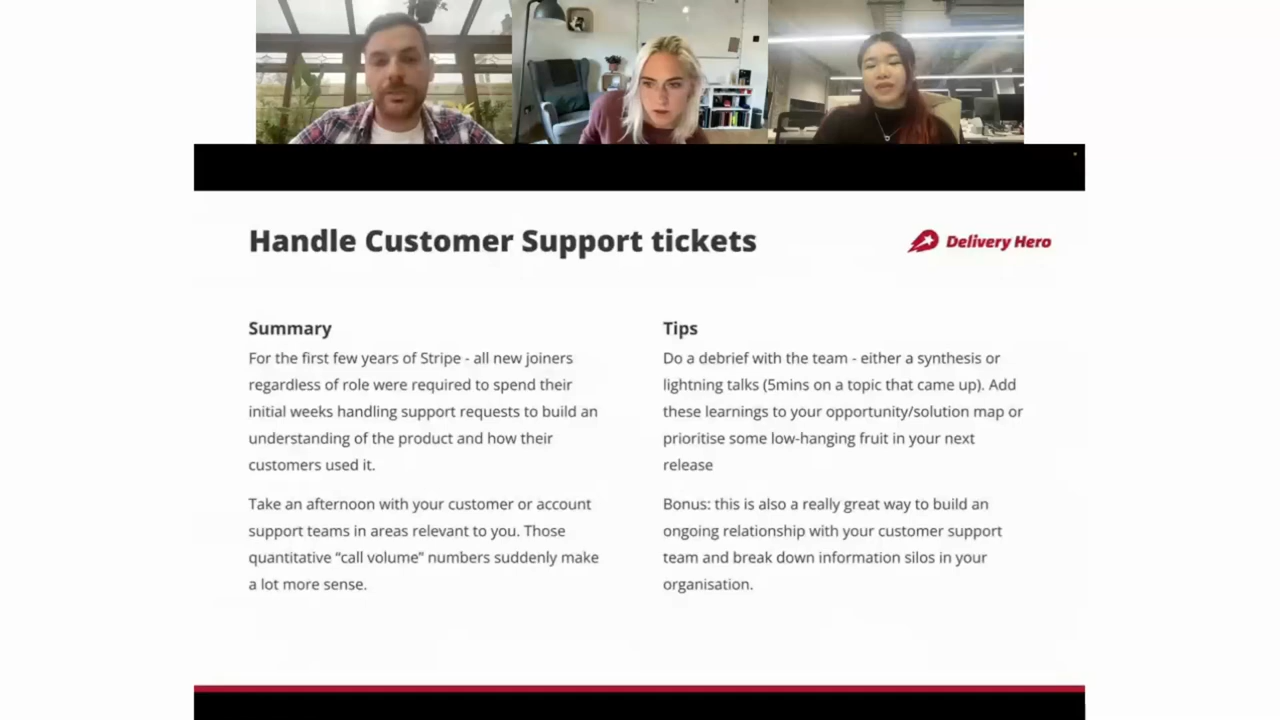 Handle Customer Support tickets
Delivery Hero
Summary
For the first few years of Stripe - all new joiners
regardless of role were required to spend their
initial weeks handling support requests to build an
understanding of the product and how their
customers used it.
Take an afternoon with your customer or account
support teams in areas relevant to you. Those
quantitative “call volume” numbers suddenly make
a lot more sense.
Tips
Do a debrief with the team - either a synthesis or
lightning talks (5mins on a topic that came up). Add
these learnings to your opportunity/solution map or
prioritise some low-hanging fruit in your next
release
Bonus: this is also a really great way to build an
ongoing relationship with your customer support
team and break down information silos in your
organisation.